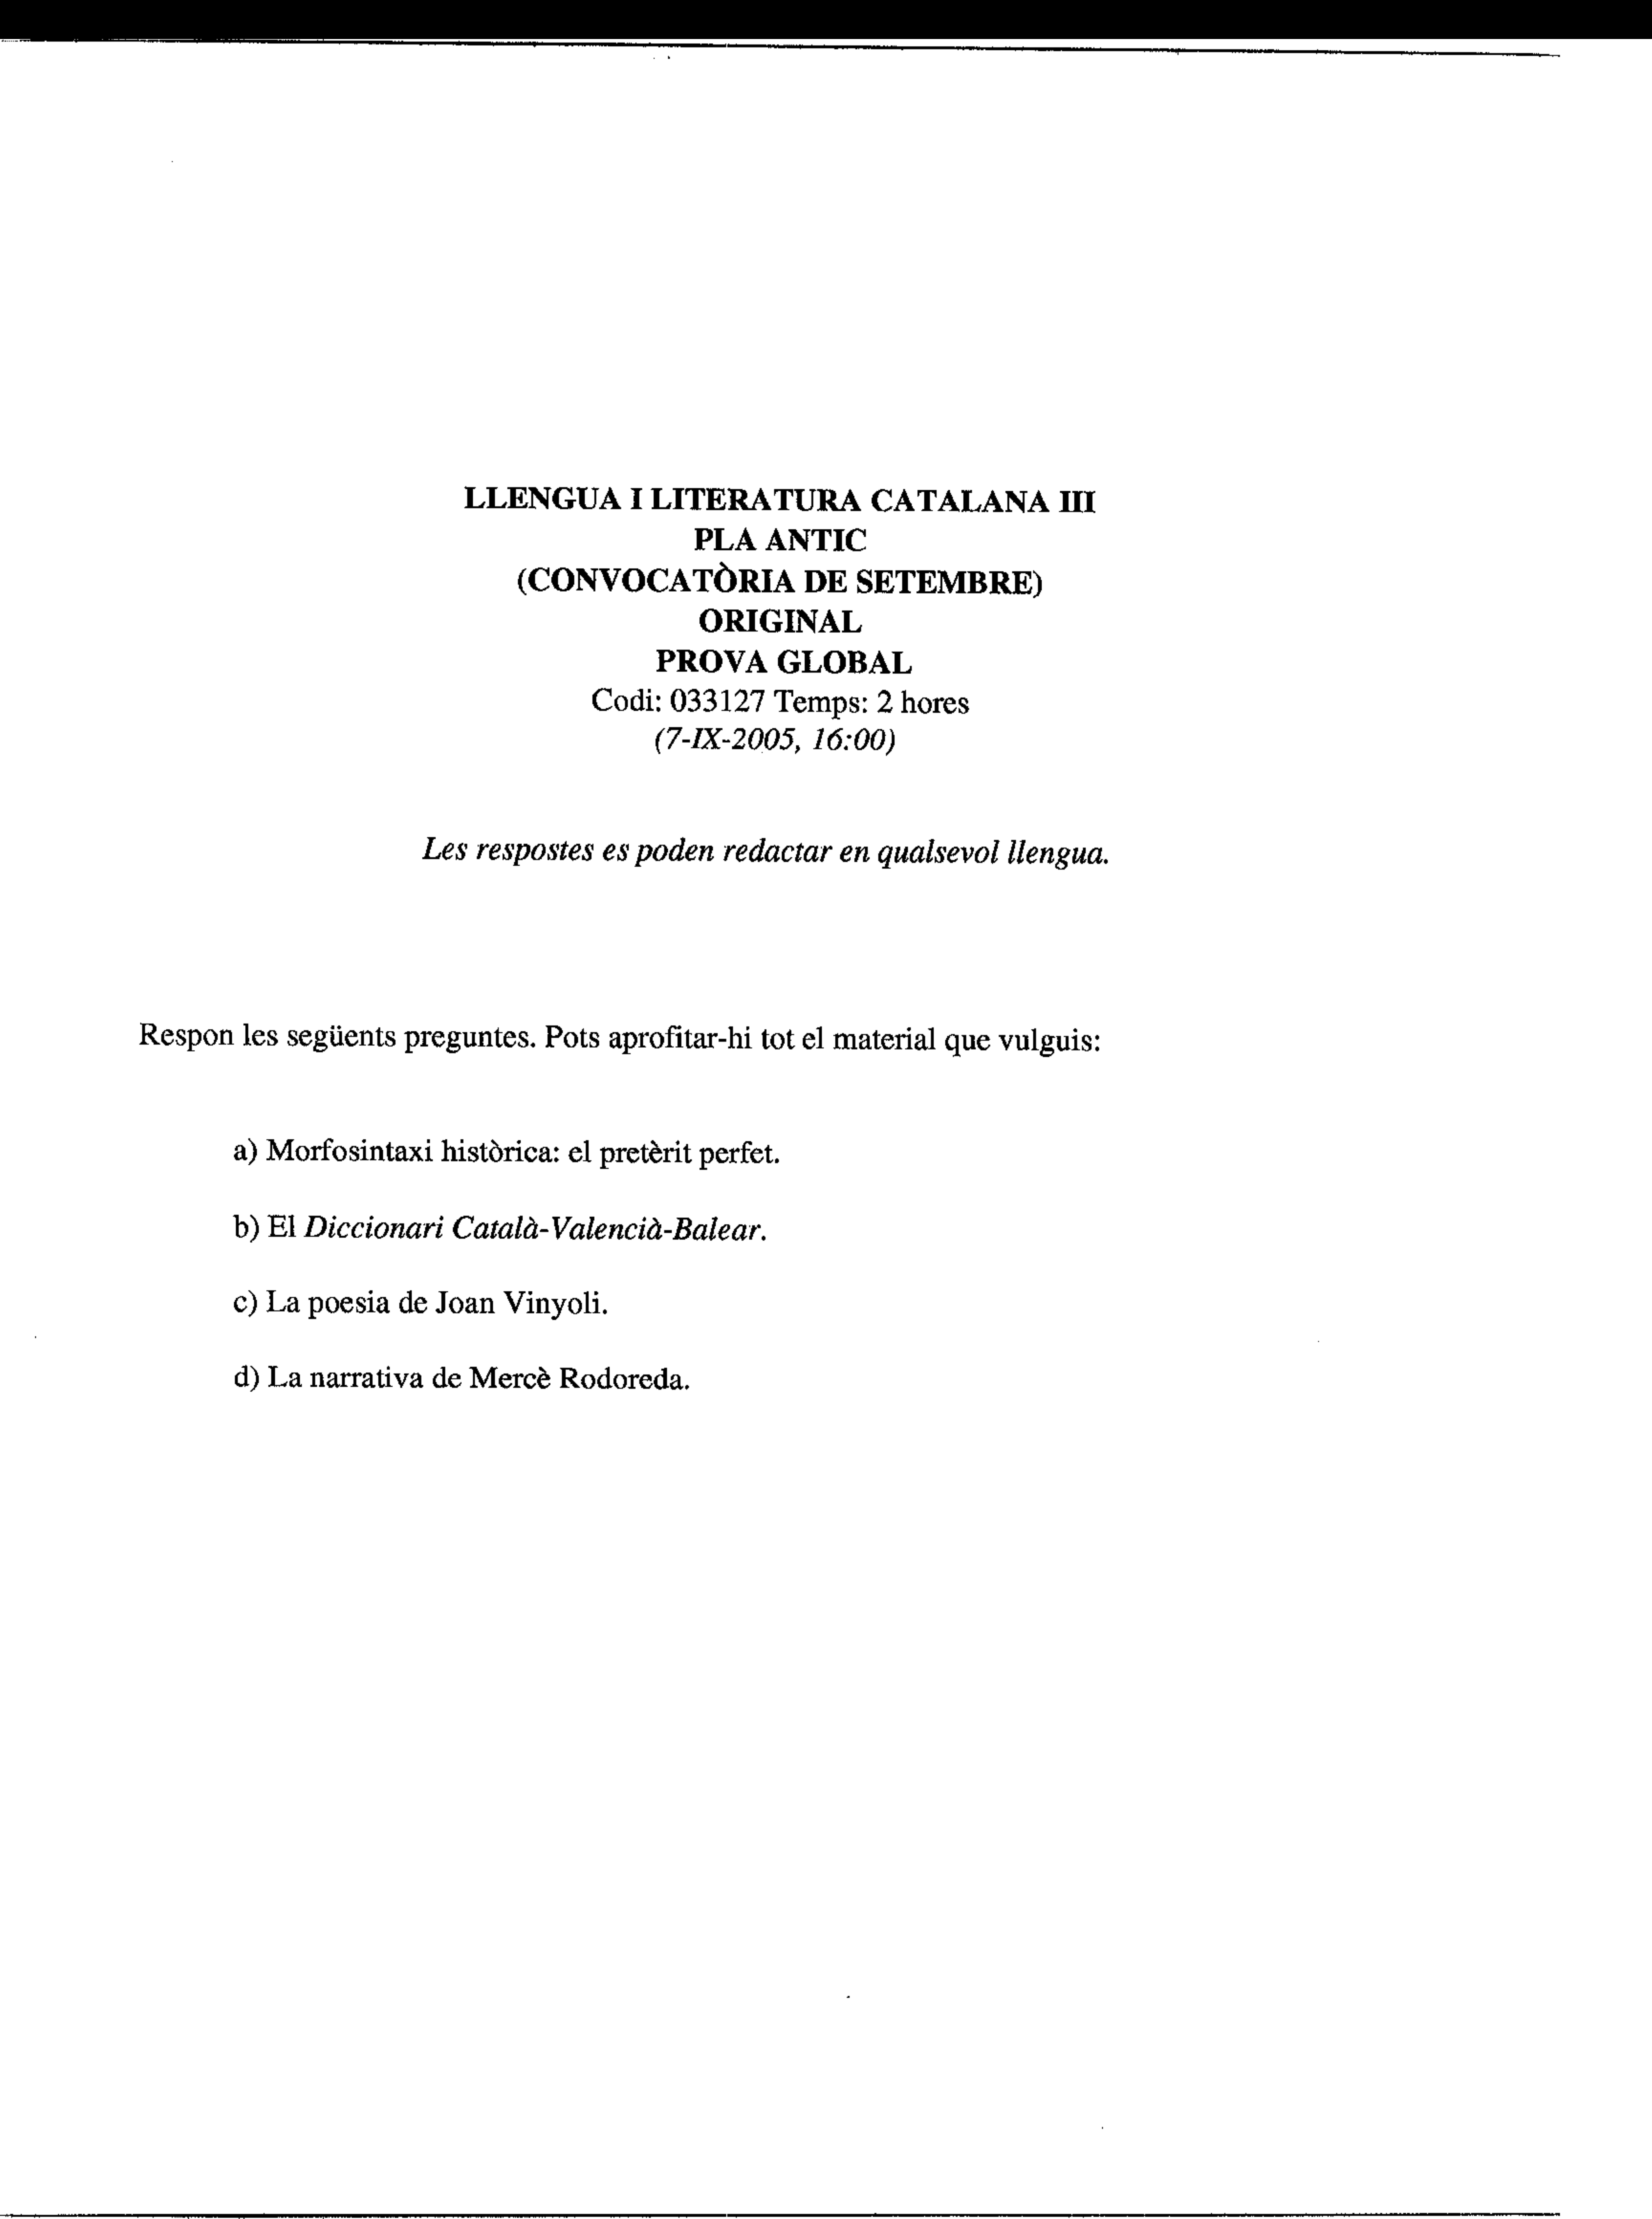 LLENGUA I LITERATURA CATALANA III
PLA ANTIC
(CONVOCATÒRIA DE SETEMBRE)
ORIGINAL
PROVA GLOBAL
Codi: 033127 Temps: 2 hores
(7-IX-2005, 16:00)
Les respostes es poden redactar en qualsevol llengua.
Respon les següents preguntes. Pots aprofitar-hi tot el material que vulguis:
a) Morfosintaxi històrica: el pretèrit perfet.
b) El Diccionari Català-Valencià-Balear.
c) La poesia de Joan Vinyoli.
d) La narrativa de Mercè Rodoreda.